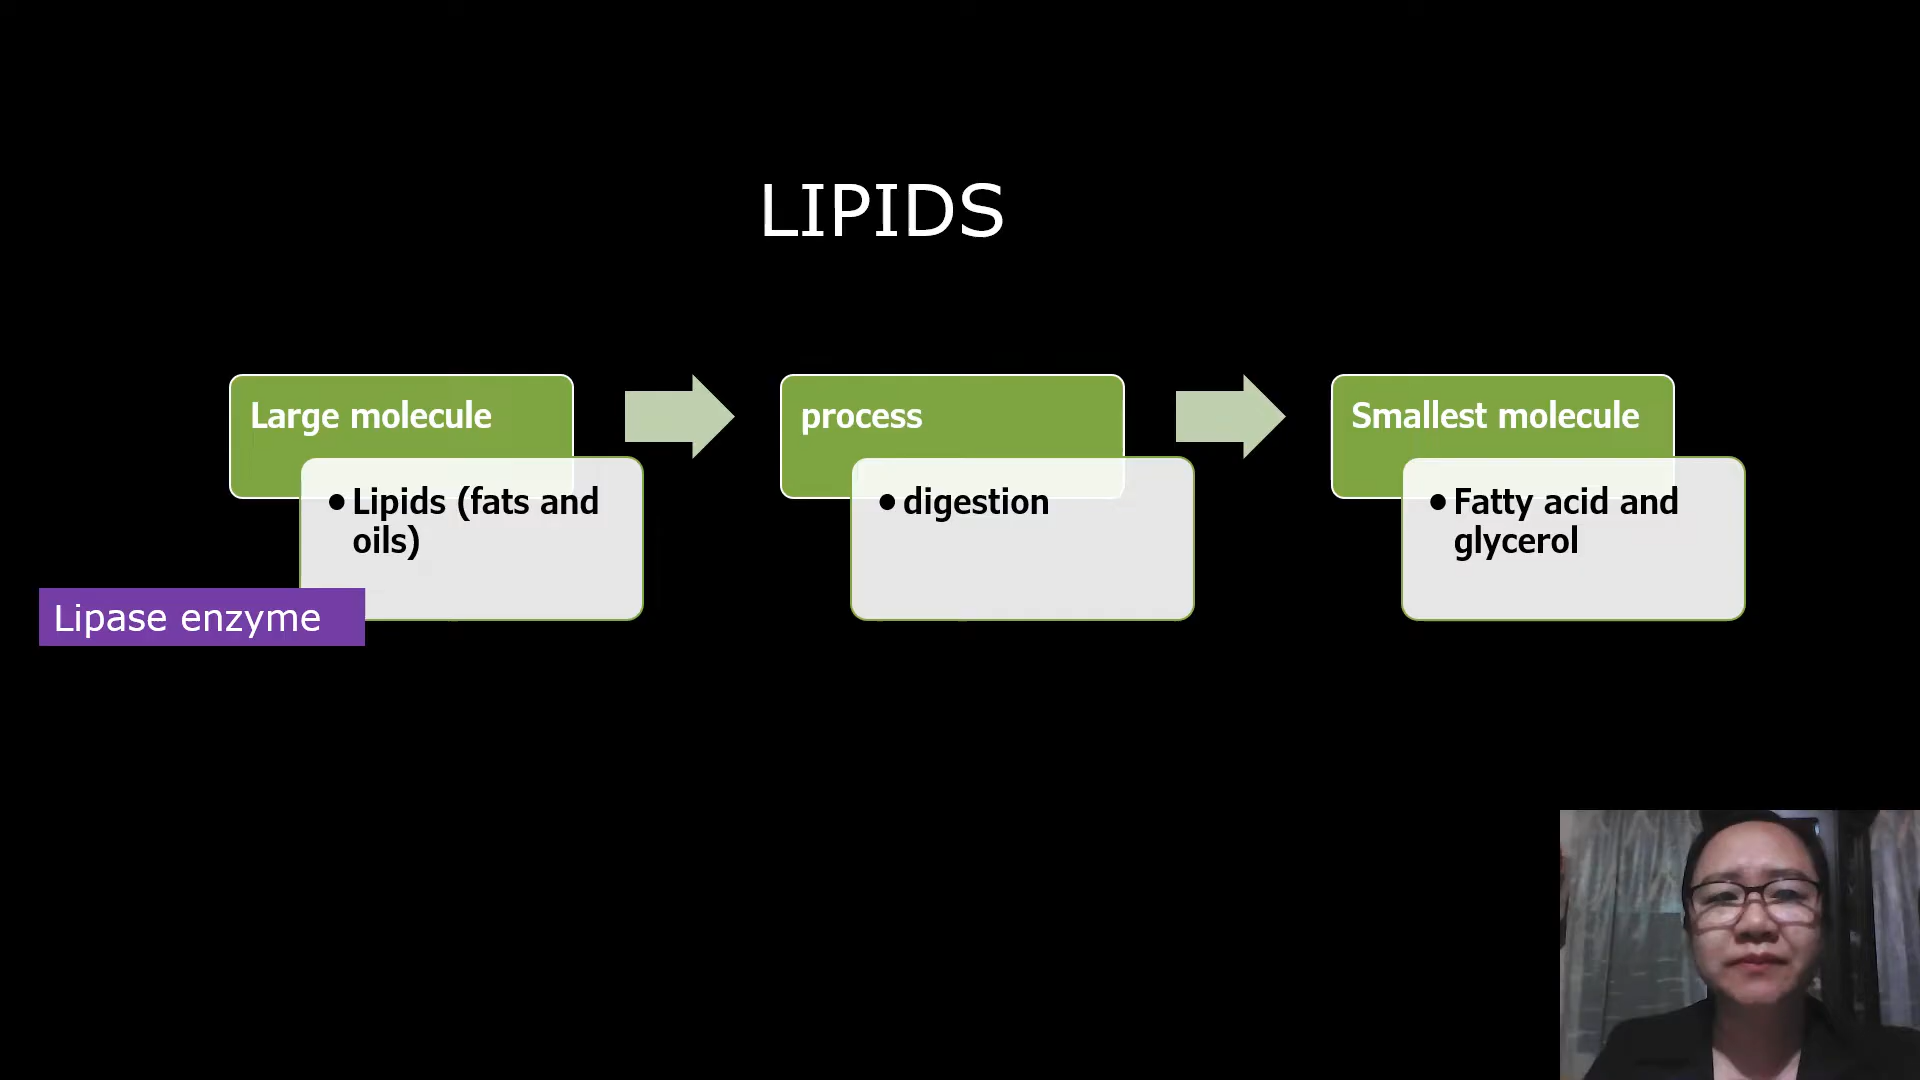 LIPIDS
Large molecule
• Lipids (fats and
oils)
process
• digestion
Smallest molecule
• Fatty acid and
glycerol
Lipase enzyme